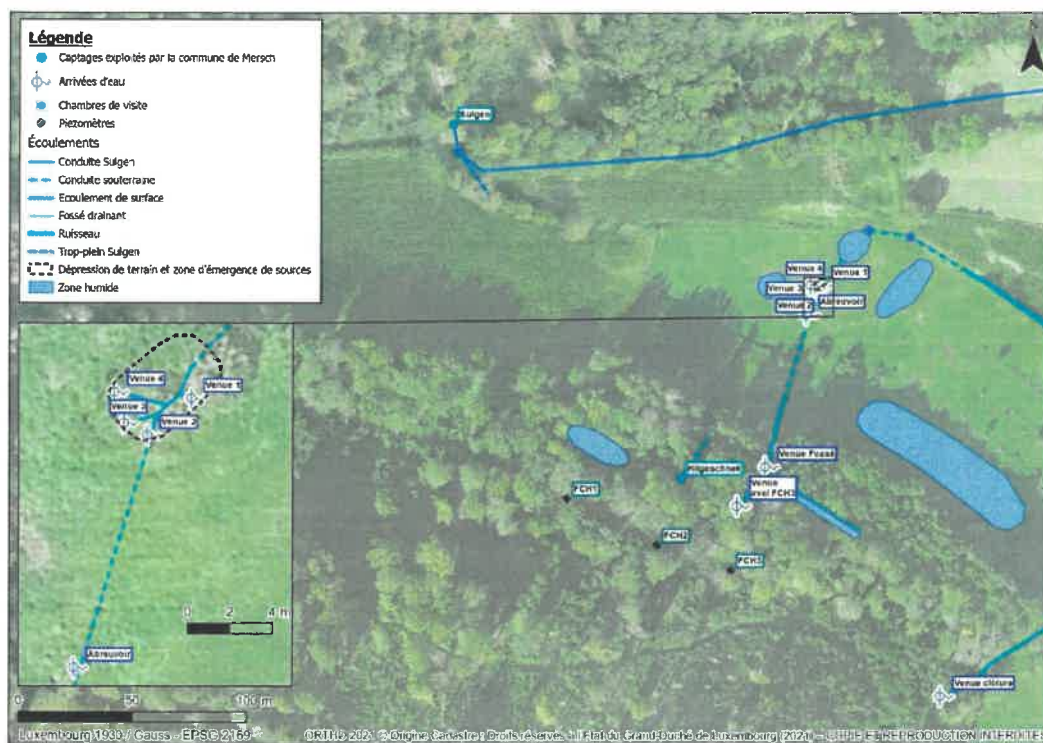 Légende
Captages exploités par la commune de Mersch
Arrivées d'eau
Chambres de visite
Piezomètres
Écoulements
Conduite Sulgen
Conduite souterraine
Ecoulement de surface
Fossé drainant
Ruisseau
Trop-plein Sulgen
Dépression de terrain et zone d'émergence de sources
Zone humide
Sulgen
Venue 4
Venue 1
Venue 3
Abreuvoir
Venue 2
Venue 4
Venue 1
Venue 3
Venue 2
Venue Fossé
Venue
aval FCH3
FCH1
FCH2
FCH3
0 2 4 m
Abreuvoir
Venue clôture
0 50 100 m
Luxembourg 1930 / Gauss - EPSG 2169
ORTHO 2021 © Origine Cadastre : Droits réservés à l'Etat du Grand-Duché de Luxembourg (2021) - COPIE ET REPRODUCTION INTERDITES